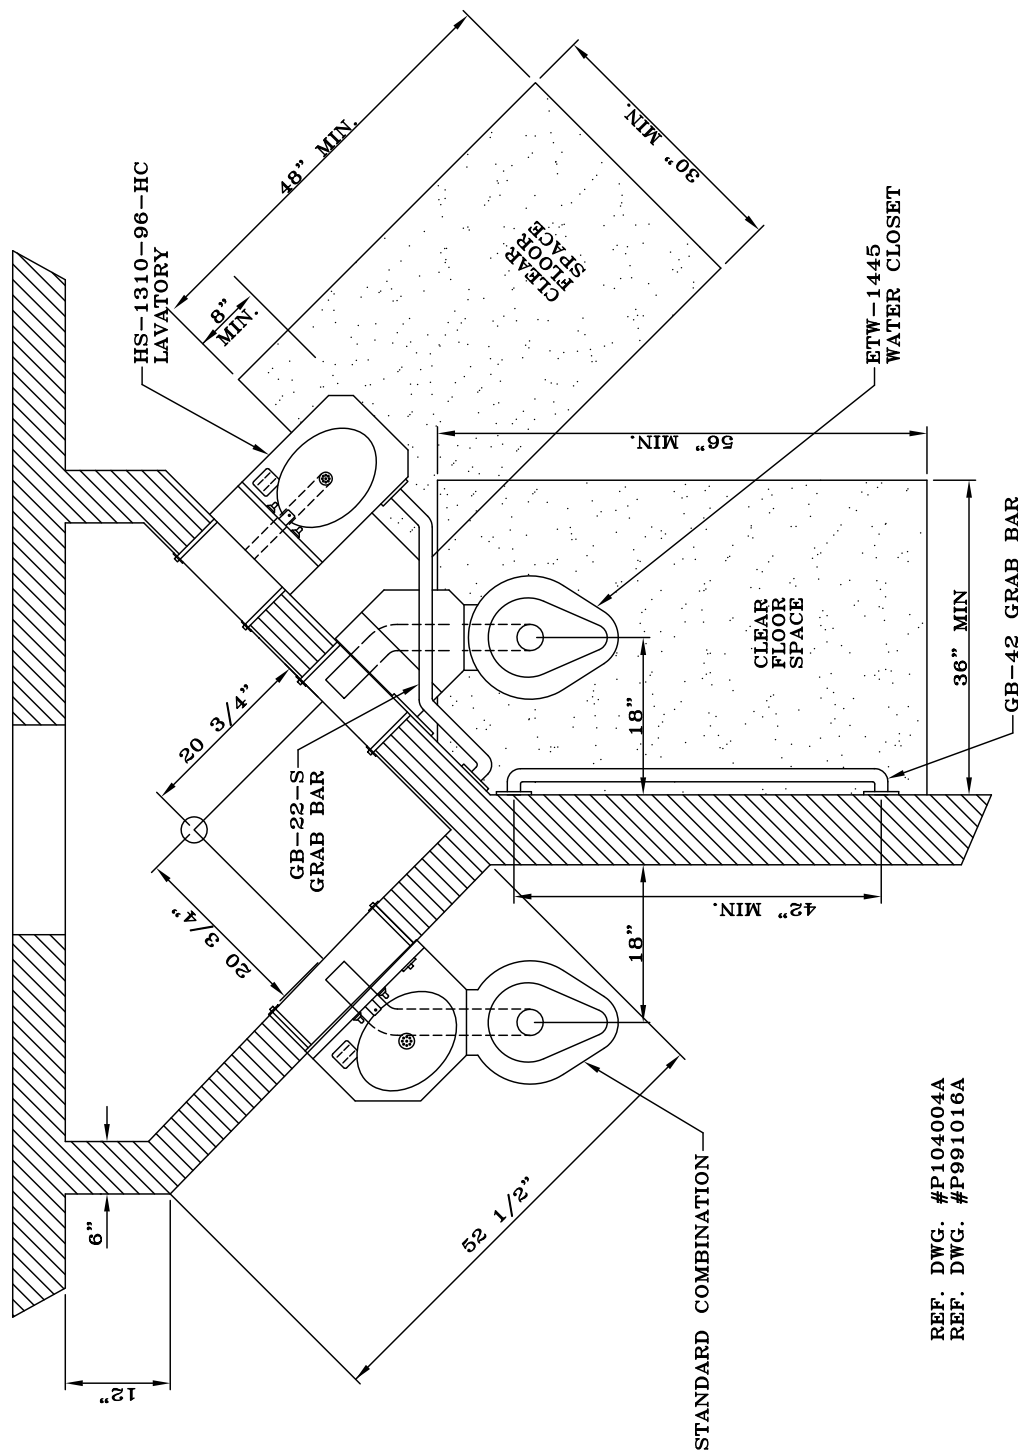 HS-1310-96-HC
LAVATORY
48" MIN.
30" MIN.
8"
MIN.
CLEAR
FLOOR
SPACE
ETW-1445
WATER CLOSET
56" MIN.
36" MIN
CLEAR
FLOOR
SPACE
GB-42 GRAB BAR
20 3/4"
18"
GB-22-S
GRAB BAR
20 3/4"
42" MIN.
18"
6"
12"
52 1/2"
STANDARD COMBINATION
REF. DWG. #P104004A
REF. DWG. #P991016A